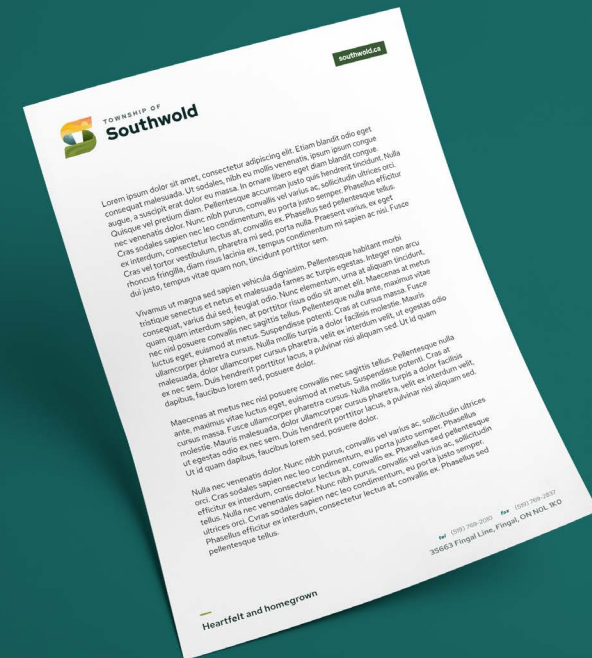 southwold.ca
TOWNSHIP OF
Southwold
Lorem ipsum dolor sit amet, consectetur adipiscing elit. Etiam blandit odio eget
consequat malesuada. Ut sodales, nibh eu mollis venenatis, ipsum ipsum congue
augue, a suscipit erat dolor eu massa. In ornare libero eget diam blandit congue.
Quisque vel pretium diam. Pellentesque accumsan justo quis hendrerit tincidunt. Nulla
nec venenatis dolor. Nunc nibh purus, convallis vel varius ac, sollicitudin ultrices orci.
Cras sodales sapien nec leo condimentum, eu porta justo semper. Phasellus efficitur
ex interdum, consectetur lectus at, convallis ex. Phasellus sed pellentesque tellus.
Cras vel tortor vestibulum, pharetra mi sed, porta nulla. Praesent varius, ex eget
rhoncus fringilla, diam risus lacinia ex, tempus condimentum mi sapien ac nisi. Fusce
dui justo, tempus vitae quam non, tincidunt porttitor sem.
Vivamus ut magna sed sapien vehicula dignissim. Pellentesque habitant morbi
tristique senectus et netus et malesuada fames ac turpis egestas. Integer non arcu
consequat, varius dui sed, feugiat odio. Nunc elementum, urna at aliquam tincidunt,
quam quam interdum sapien, at porttitor risus odio sit amet elit. Maecenas at metus
nec nisl posuere convallis nec sagittis tellus. Pellentesque nulla ante, maximus vitae
luctus eget, euismod at metus. Suspendisse potenti. Cras at cursus massa. Fusce
ullamcorper pharetra cursus. Nulla mollis turpis a dolor facilisis molestie. Mauris
malesuada, dolor ullamcorper cursus pharetra, velit ex interdum velit, ut egestas odio
ex nec sem. Duis hendrerit porttitor lacus, a pulvinar nisi aliquam sed. Ut id quam
dapibus, faucibus lorem sed, posuere dolor.
Maecenas at metus nec nisl posuere convallis nec sagittis tellus. Pellentesque nulla
ante, maximus vitae luctus eget, euismod at metus. Suspendisse potenti. Cras at
cursus massa. Fusce ullamcorper pharetra cursus. Nulla mollis turpis a dolor facilisis
molestie. Mauris malesuada, dolor ullamcorper cursus pharetra, velit ex interdum velit,
ut egestas odio ex nec sem. Duis hendrerit porttitor lacus, a pulvinar nisi aliquam sed.
Ut id quam dapibus, faucibus lorem sed, posuere dolor.
Nulla nec venenatis dolor. Nunc nibh purus, convallis vel varius ac, sollicitudin ultrices
orci. Cras sodales sapien nec leo condimentum, eu porta justo semper. Phasellus
efficitur ex interdum, consectetur lectus at, convallis ex. Phasellus sed pellentesque
tellus. Nulla nec venenatis dolor. Nunc nibh purus, convallis vel varius ac, sollicitudin
ultrices orci. Cvras sodales sapien nec leo condimentum, eu porta justo semper.
Phasellus efficitur ex interdum, consectetur lectus at, convallis ex. Phasellus sed
pellentesque tellus.
tel (519) 769-2010 fax (519) 769-2837
35663 Fingal Line, Fingal, ON N0L 1K0
Heartfelt and homegrown